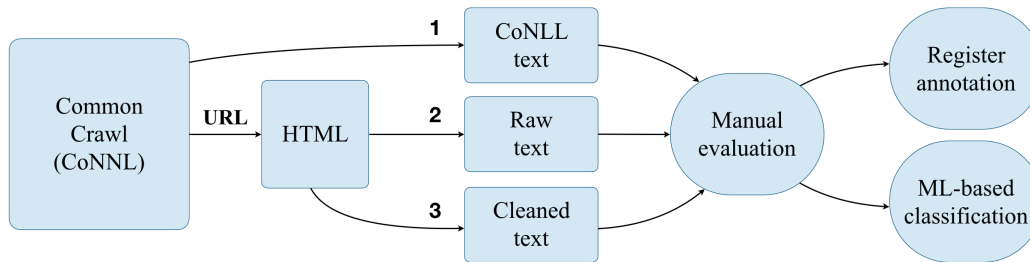 Common
Crawl
(CoNNL)
URL
HTML
1
CoNLL
text
2
Raw
text
3
Cleaned
text
Manual
evaluation
Register
annotation
ML-based
classification